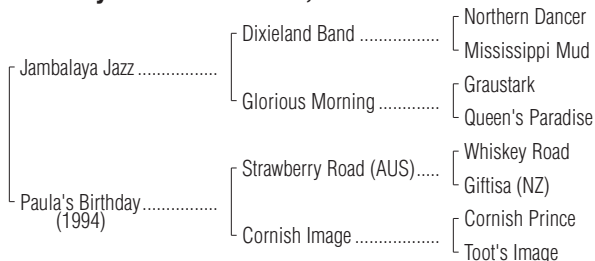 Northern Dancer
Dixieland Band ..................
Mississippi Mud
Jambalaya Jazz .................
Graustark
Glorious Morning .............
Queen's Paradise
Whiskey Road
Strawberry Road (AUS).....
Giftisa (NZ)
Paula's Birthday................
(1994)
Cornish Prince
Cornish Image ..................
Toot's Image